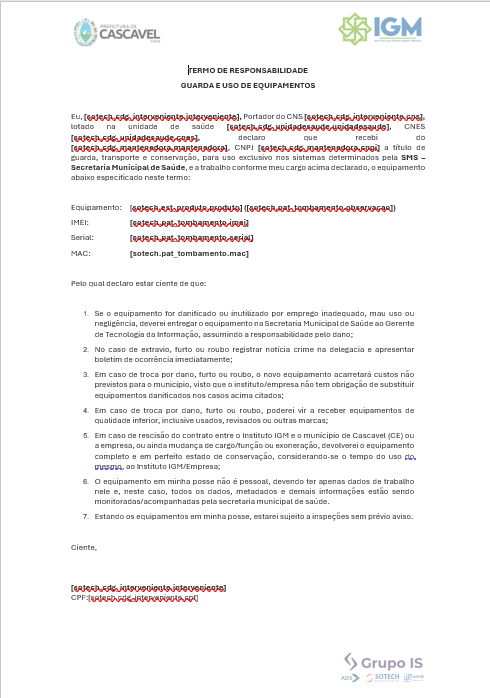 PREFEITURA DE
CASCAVEL
IGM
TERMO DE RESPONSABILIDADE
GUARDA E USO DE EQUIPAMENTOS
Eu, [sotech.cdg_interveniente.interveniente], Portador do CNS [sotech.cdg_interveniente.cns],
lotado na unidade de saúde [sotech.cdg_unidadesaude.unidadesaude], CNES
[sotech.cdg_unidadesaude.cnes], declaro que recebi do
[sotech.cdg_mantenedora.mantenedora], CNPJ [sotech.cdg_mantenedora.cnpj] a título de
guarda, transporte e conservação, para uso exclusivo nos sistemas determinados pela SMS –
Secretaria Municipal de Saúde, e a trabalho conforme meu cargo acima declarado, o equipamento
abaixo especificado neste termo:
Equipamento: [sotech.est_produto.produto] ([sotech.pat_tombamento.observacao])
IMEI: [sotech.pat_tombamento.imei]
Serial: [sotech.pat_tombamento.serial]
MAC: [sotech.pat_tombamento.mac]
Pelo qual declaro estar ciente de que:
1. Se o equipamento for danificado ou inutilizado por emprego inadequado, mau uso ou
negligência, deverei entregar o equipamento na Secretaria Municipal de Saúde ao Gerente
de Tecnologia da Informação, assumindo a responsabilidade pelo dano;
2. No caso de extravio, furto ou roubo registrar notícia crime na delegacia e apresentar
boletim de ocorrência imediatamente;
3. Em caso de troca por dano, furto ou roubo, o novo equipamento acarretará custos não
previstos para o município, visto que o instituto/empresa não tem obrigação de substituir
equipamentos danificados nos casos acima citados;
4. Em caso de troca por dano, furto ou roubo, poderei vir a receber equipamentos de
qualidade inferior, inclusive usados, revisados ou outras marcas;
5. Em caso de rescisão do contrato entre o Instituto IGM e o município de Cascavel (CE) ou
a empresa, ou ainda mudança de cargo/função ou exoneração, devolverei o equipamento
completo e em perfeito estado de conservação, considerando-se o tempo do uso do
mesmo, ao Instituto IGM/Empresa;
6. O equipamento em minha posse não é pessoal, devendo ter apenas dados de trabalho
nele e, neste caso, todos os dados, metadados e demais informações estão sendo
monitoradas/acompanhadas pela secretaria municipal de saúde.
7. Estando os equipamentos em minha posse, estarei sujeito a inspeções sem prévio aviso.
Ciente,
[sotech.cdg_interveniente.interveniente]
CPF:[sotech.cdg_interveniente.cpf]
Grupo IS
ADS SOTECH